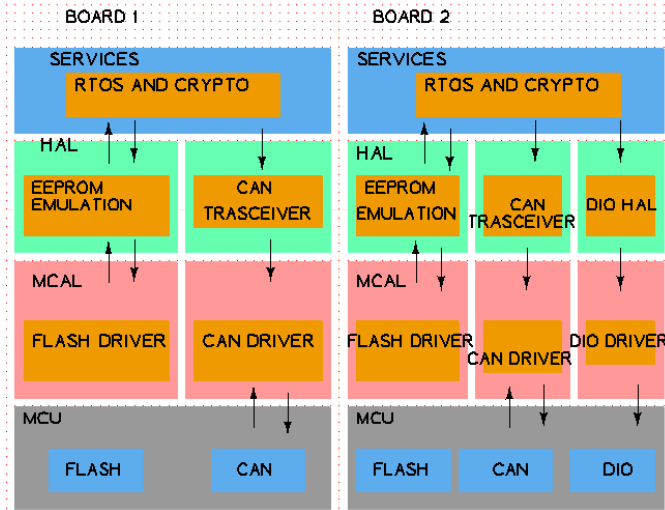 BOARD 1
SERVICES
RTOS AND CRYPTO
HAL
EEPROM
EMULATION
CAN
TRASCEIVER
MCAL
FLASH DRIVER
CAN DRIVER
MCU
FLASH
CAN
BOARD 2
SERVICES
RTOS AND CRYPTO
HAL
EEPROM
EMULATION
CAN
TRASCEIVER
DIO HAL
MCAL
FLASH DRIVER
CAN DRIVER
DIO DRIVER
MCU
FLASH
CAN
DIO